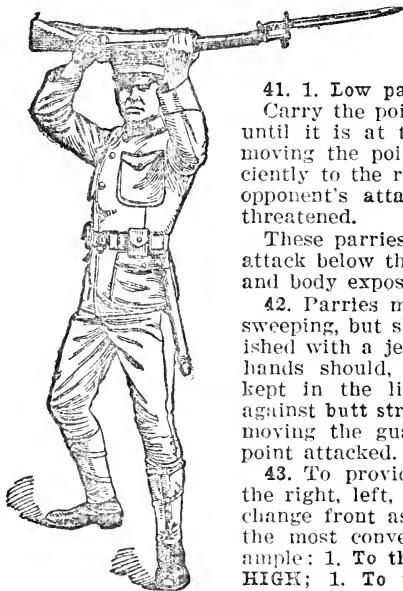 41. 1. Low pa
Carry the poi
until it is at t
moving the poi
ciently to the r
opponent's atta
threatened.
These parries
attack below th
and body expos
42. Parries m
sweeping, but s
ished with a je
hands should,
kept in the li
against butt str
moving the gua
point attacked.
43. To provid
the right, left,
change front as
the most conve
ample: 1. To th
HIGH; 1. To